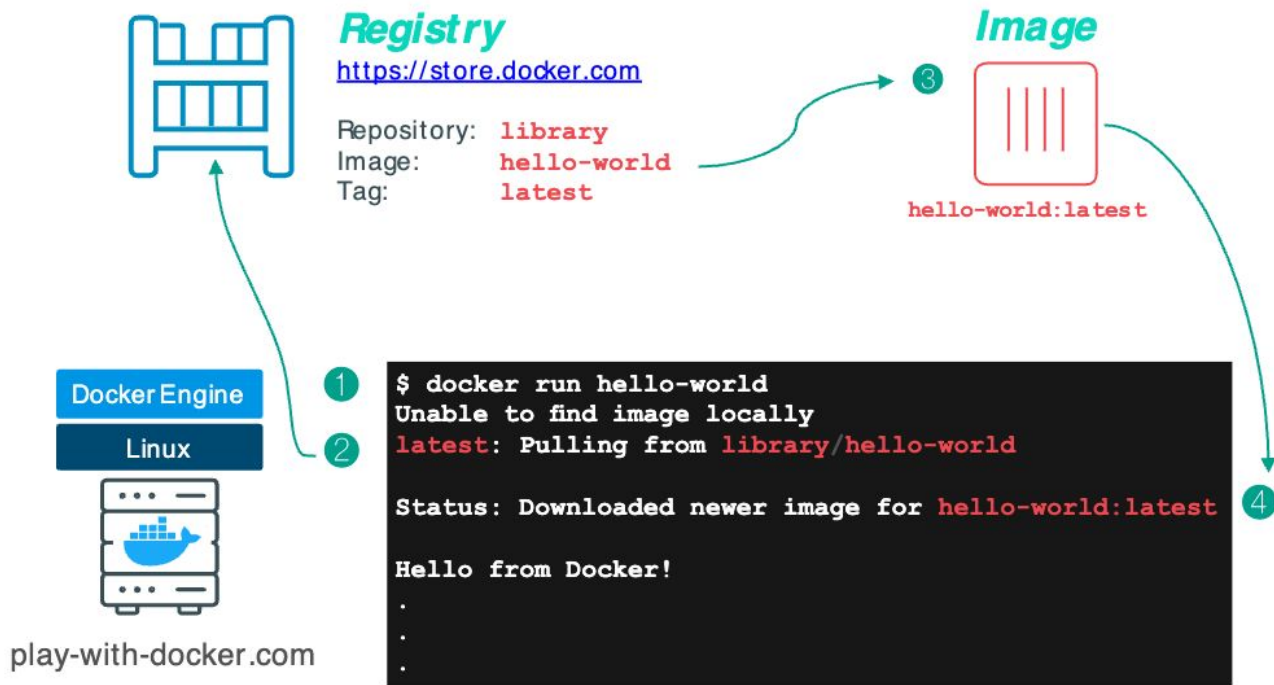 Registry
https://store.docker.com
Repository: library
Image: hello-world
Tag: latest
Image
3
hello-world:latest
Docker Engine
Linux
play-with-docker.com
1
2
$ docker run hello-world
Unable to find image locally
latest: Pulling from library/hello-world
Status: Downloaded newer image for hello-world:latest
4
Hello from Docker!
.
.
.